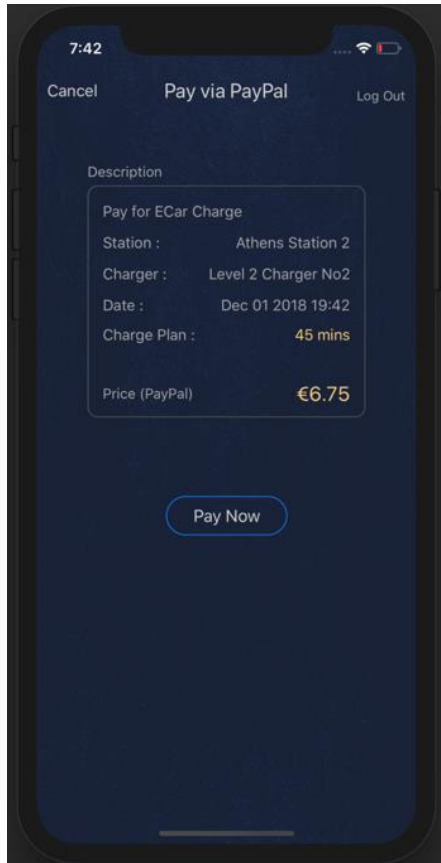 7:42
Cancel Pay via PayPal Log Out
Description
Pay for ECar Charge
Station : Athens Station 2
Charger : Level 2 Charger No2
Date : Dec 01 2018 19:42
Charge Plan : 45 mins
Price (PayPal) €6.75
Pay Now